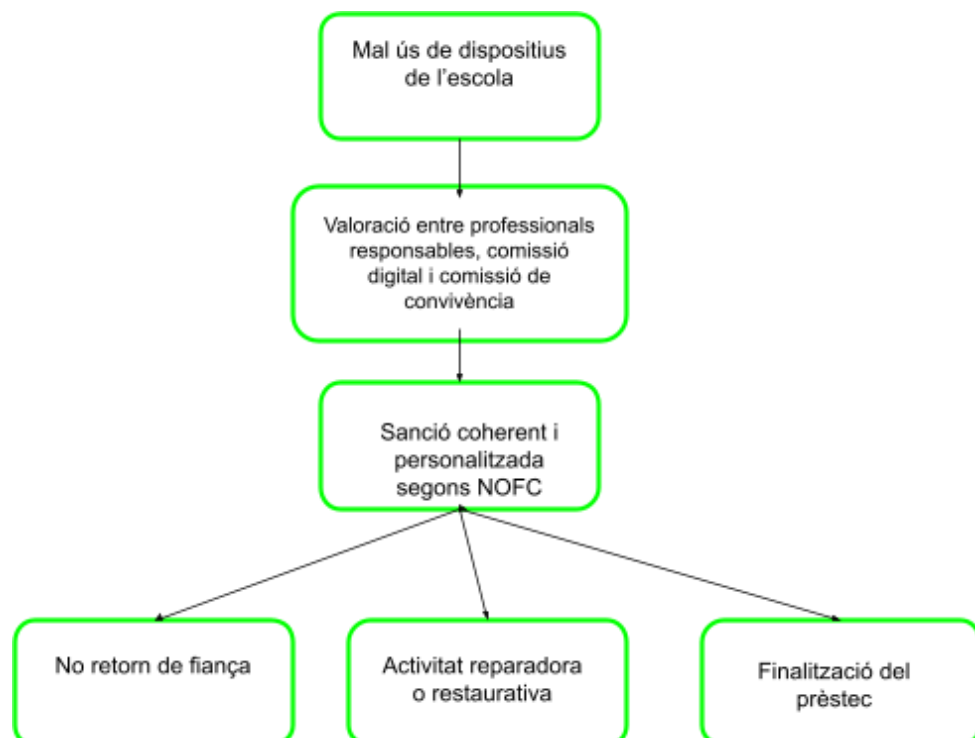 Mal ús de dispositius
de l’escola
Valoració entre professionals
responsables, comissió
digital i comissió de
convivència
Sanció coherent i
personalitzada
segons NOFC
No retorn de fiança
Activitat reparadora
o restaurativa
Finalització del
prèstec